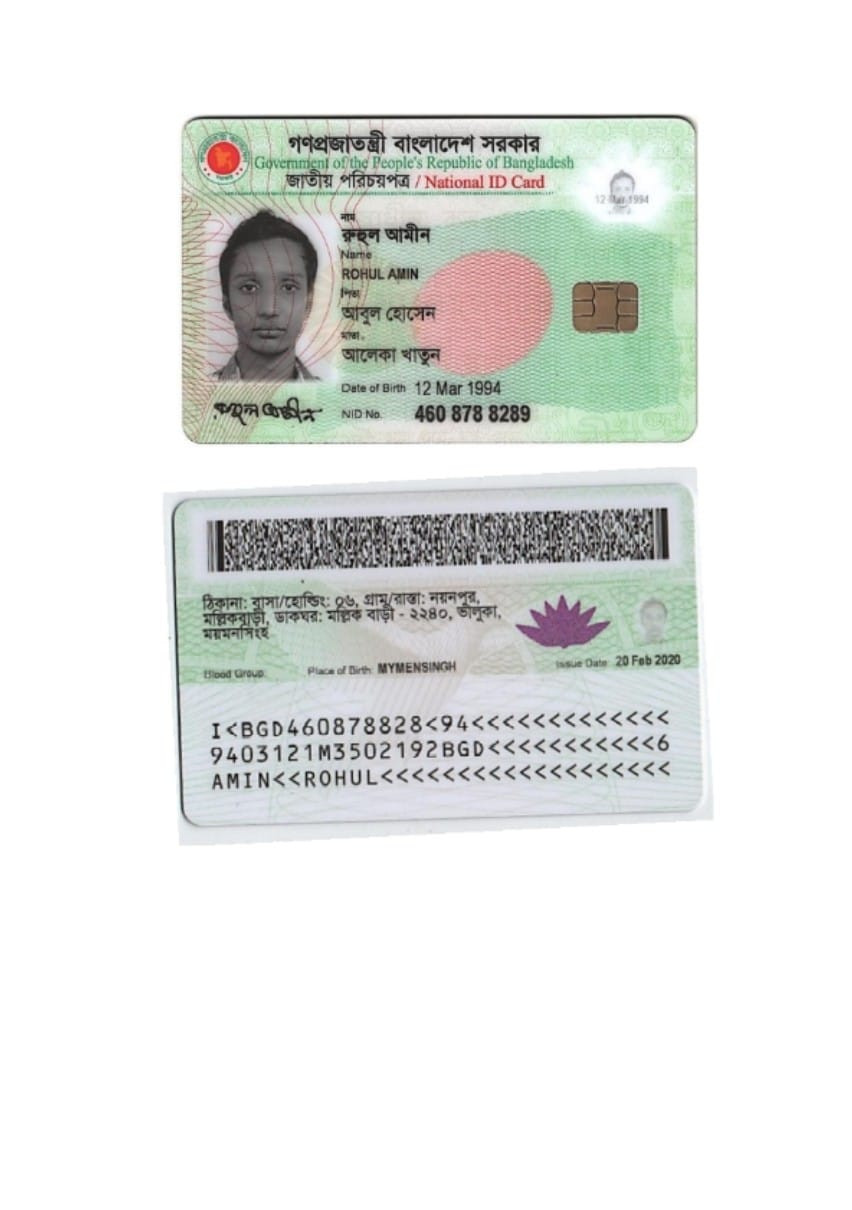 গণপ্রজাতন্ত্রী বাংলাদেশ সরকার
Government of the People's Republic of Bangladesh
জাতীয় পরিচয়পত্র / National ID Card
12 Mar 1994
নাম
রুহুল আমীন
Name
ROHUL AMIN
পিতা
আবুল হোসেন
মাতা
আলেকা খাতুন
Date of Birth 12 Mar 1994
রুহুল আমীন
NID No. 460 878 8289
ঠিকানা: বাসা/হোল্ডিং: ০৬, গ্রাম/রাস্তা: নয়নপুর,
মল্লিকবাড়ী, ডাকঘর: মল্লিক বাড়ী - ২২৪০, ভালুকা,
ময়মনসিংহ
Blood Group: Place of Birth: MYMENSINGH Issue Date: 20 Feb 2020
I<BGD460878828<94<<<<<<<<<<<<<
9403121M3502192BGD<<<<<<<<<<<6
AMIN<<ROHUL<<<<<<<<<<<<<<<<<<<